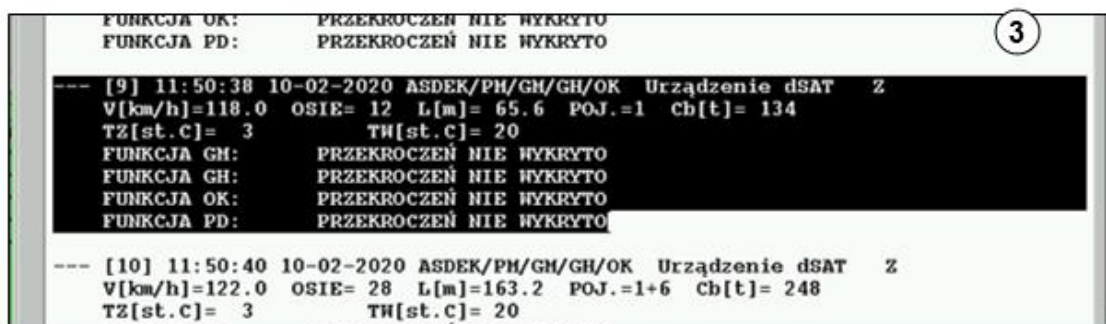 FUNKCJA OK: PRZEKROCZEŃ NIE WYKRYTO
FUNKCJA PD: PRZEKROCZEŃ NIE WYKRYTO
3
--- [9] 11:50:38 10-02-2020 ASDEK/PM/GM/GH/OK Urządzenie dSAT Z
V[km/h]=118.0 OSIE= 12 L[m]= 65.6 POJ.=1 Cb[t]= 134
TZ[st.C]= 3 TW[st.C]= 20
FUNKCJA GM: PRZEKROCZEŃ NIE WYKRYTO
FUNKCJA GH: PRZEKROCZEŃ NIE WYKRYTO
FUNKCJA OK: PRZEKROCZEŃ NIE WYKRYTO
FUNKCJA PD: PRZEKROCZEŃ NIE WYKRYTO
--- [10] 11:50:40 10-02-2020 ASDEK/PM/GM/GH/OK Urządzenie dSAT Z
V[km/h]=122.0 OSIE= 28 L[m]=163.2 POJ.=1+6 Cb[t]= 248
TZ[st.C]= 3 TW[st.C]= 20